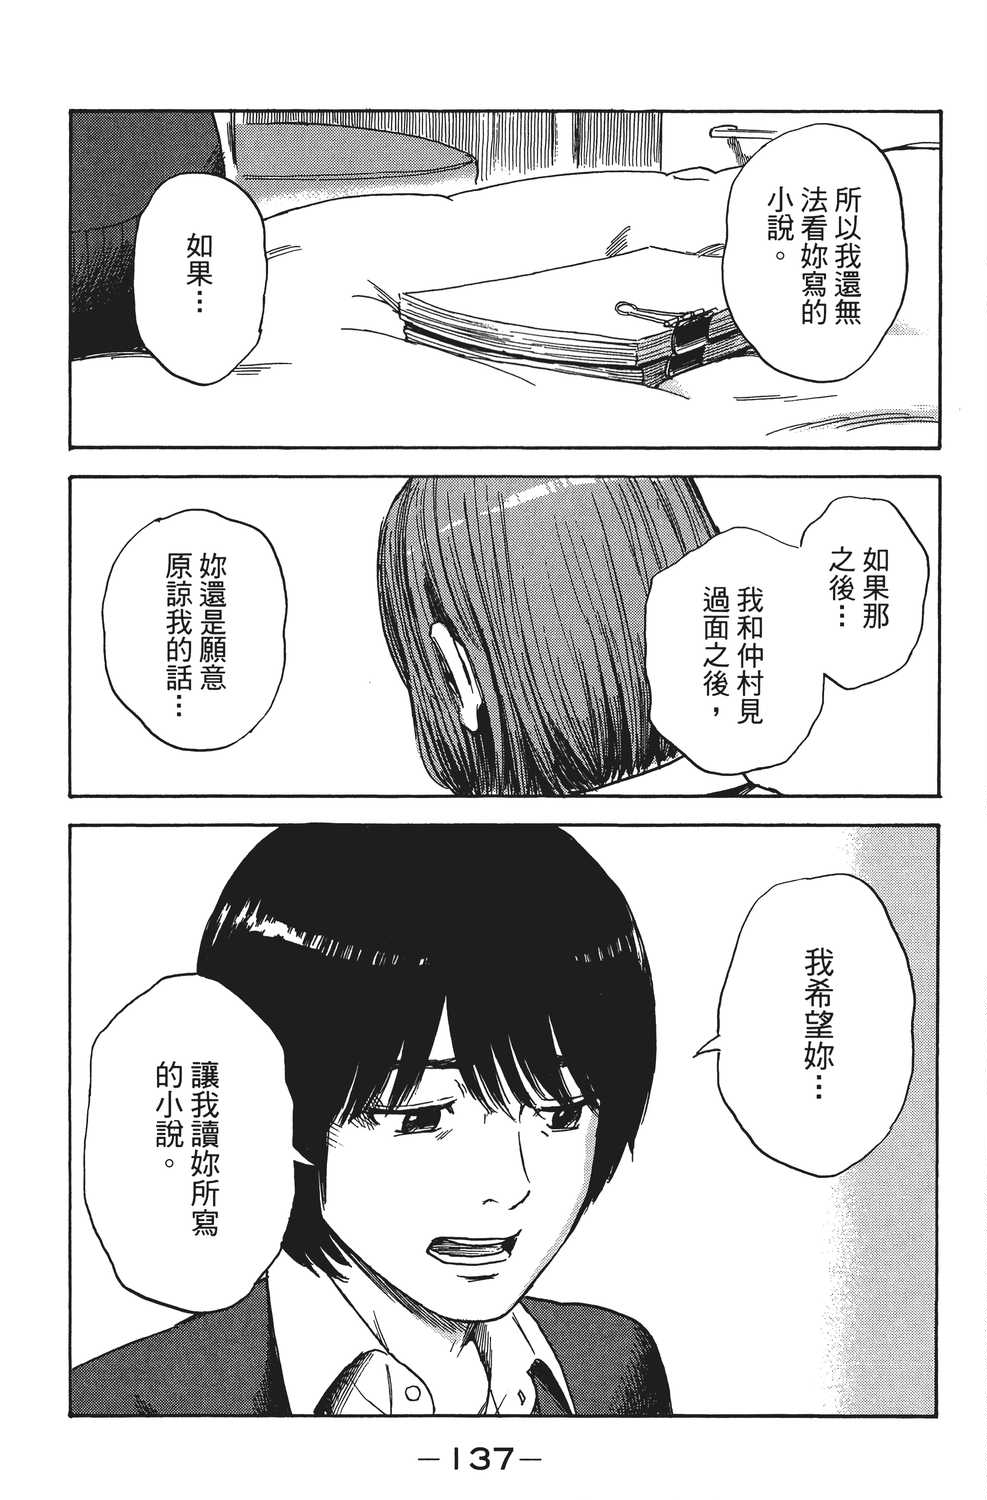 所以我還無
法看妳寫的
小說。
如果…
如果那
之後…
我和仲村見
過面之後，
妳還是願意
原諒我的話…
我希望妳…
讓我讀妳所寫
的小說。
—137—